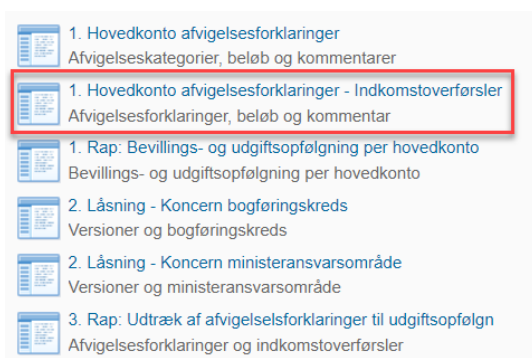 1. Hovedkonto afvigelsesforklaringer
Afvigelseskategorier, beløb og kommentarer
1. Hovedkonto afvigelsesforklaringer - Indkomstoverførsler
Afvigelsesforklaringer, beløb og kommentar
1. Rap: Bevillings- og udgiftsopfølgning per hovedkonto
Bevillings- og udgiftsopfølgning per hovedkonto
2. Låsning - Koncern bogføringskreds
Versioner og bogføringskreds
2. Låsning - Koncern ministeransvarsområde
Versioner og ministeransvarsområde
3. Rap: Udtræk af afvigelselsforklaringer til udgiftsopfølgn
Afvigelsesforklaringer og indkomstoverførsler